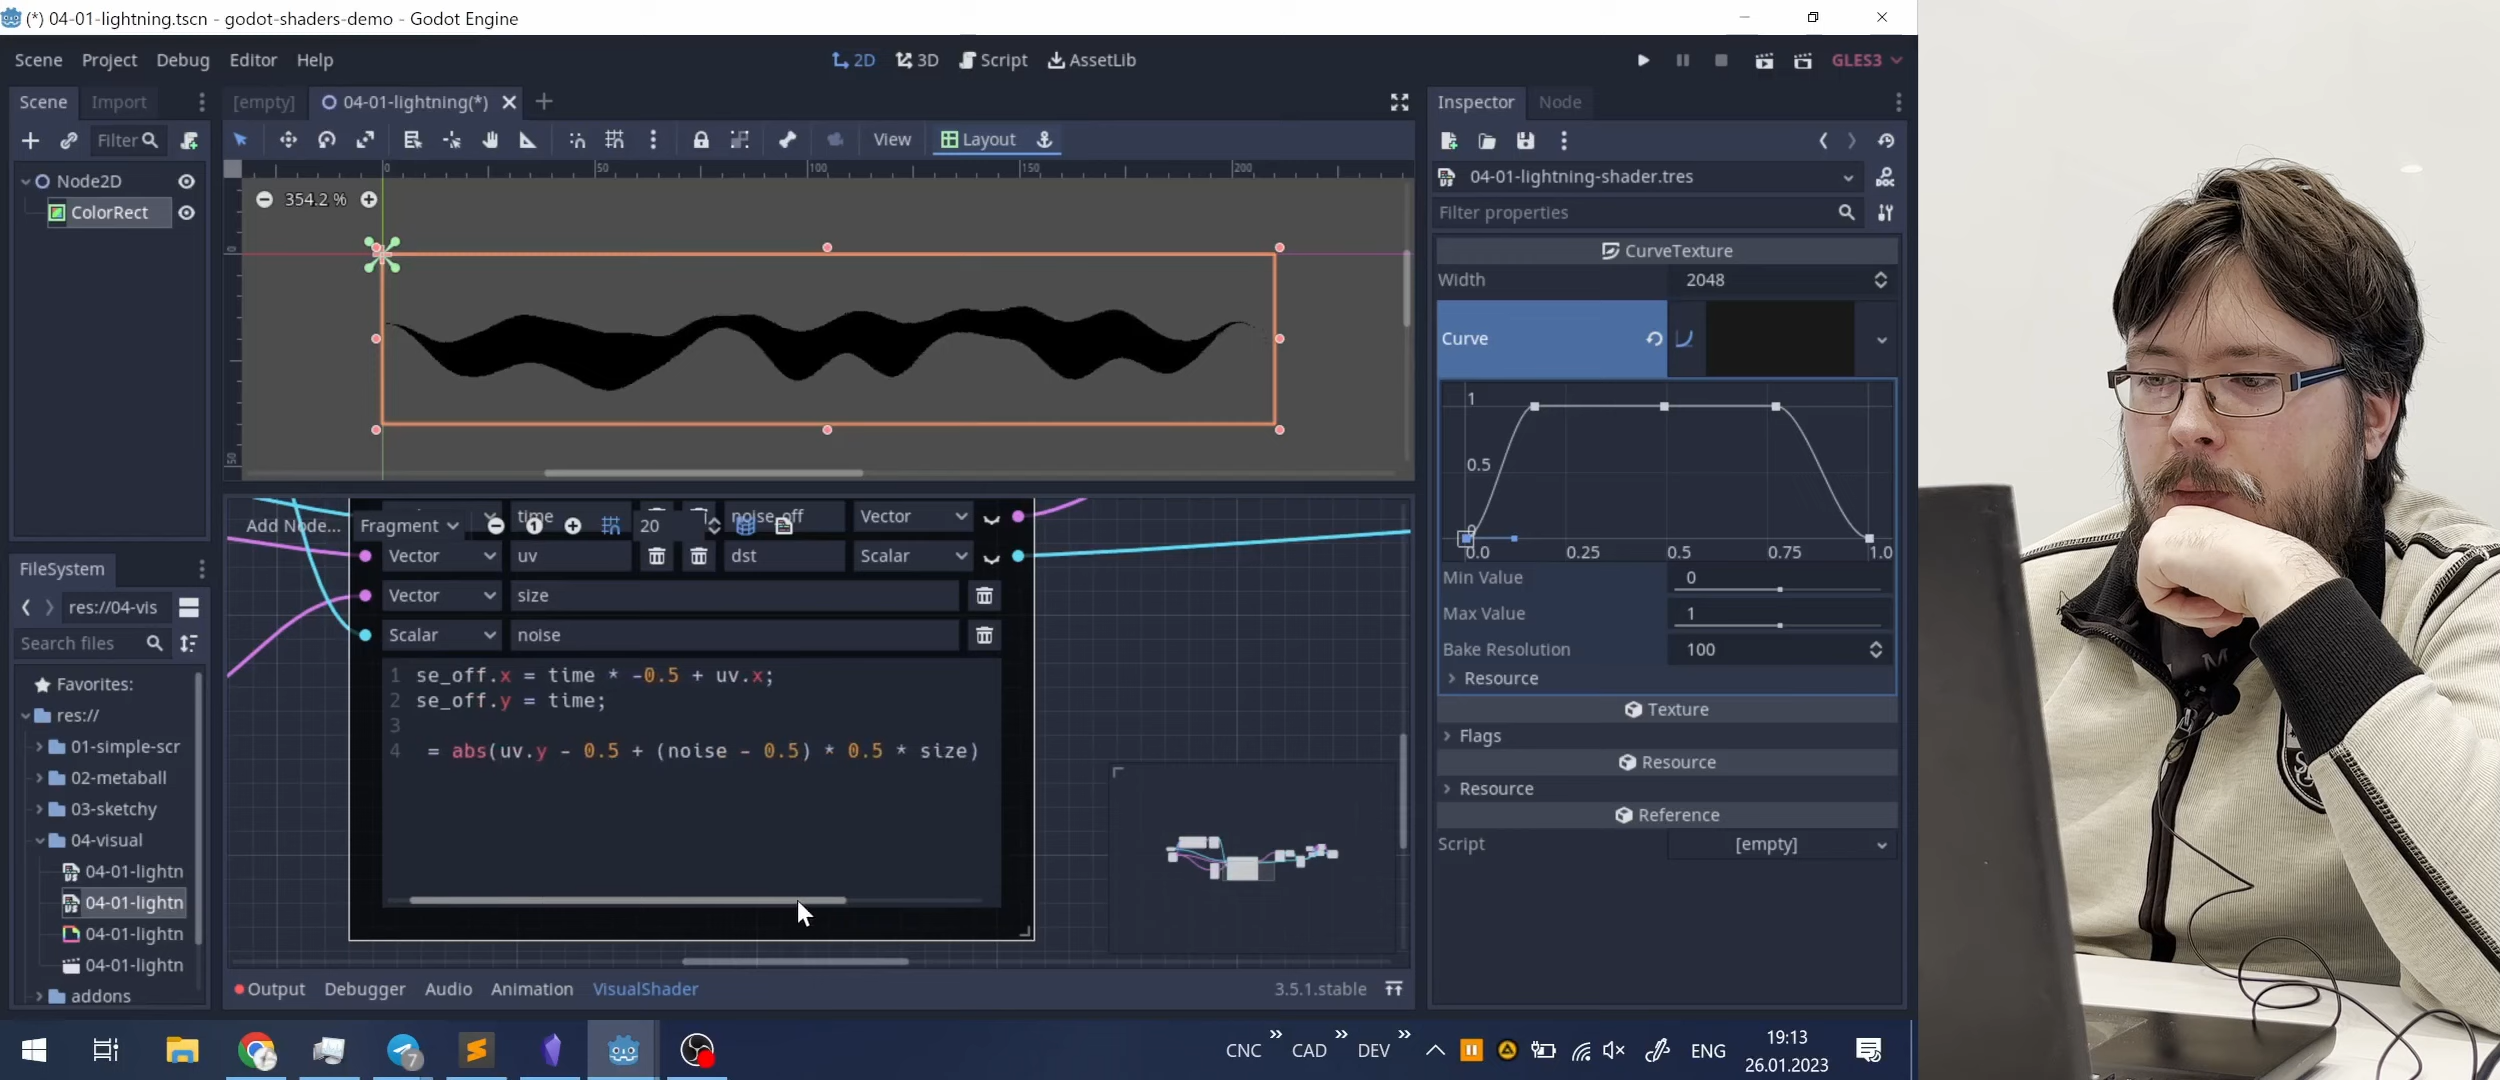 (*) 04-01-lightning.tscn - godot-shaders-demo - Godot Engine
Scene Project Debug Editor Help
2D 3D Script AssetLib
GLES3
Scene Import
[empty] 04-01-lightning(*)
Inspector Node
Filter
View Layout
04-01-lightning-shader.tres
Filter properties
Node2D
ColorRect
0 50 100 150 200
354.2 %
0
50
CurveTexture
Width 2048
Curve
1
0.5
0
0.0 0.25 0.5 0.75 1.0
Min Value 0
Max Value 1
Bake Resolution 100
Resource
Texture
Flags
Resource
Resource
Reference
Script [empty]
Add Node... Fragment 20
time noise_off Vector
Vector uv dst Scalar
Vector size
Scalar noise
1 se_off.x = time * -0.5 + uv.x;
2 se_off.y = time;
3
4 = abs(uv.y - 0.5 + (noise - 0.5) * 0.5 * size)
FileSystem
res://04-vis
Search files
Favorites:
res://
01-simple-scr
02-metaball
03-sketchy
04-visual
04-01-lightn
04-01-lightn
04-01-lightn
04-01-lightn
addons
Output Debugger Audio Animation VisualShader
3.5.1.stable
7
CNC » CAD » DEV »
ENG
19:13
26.01.2023